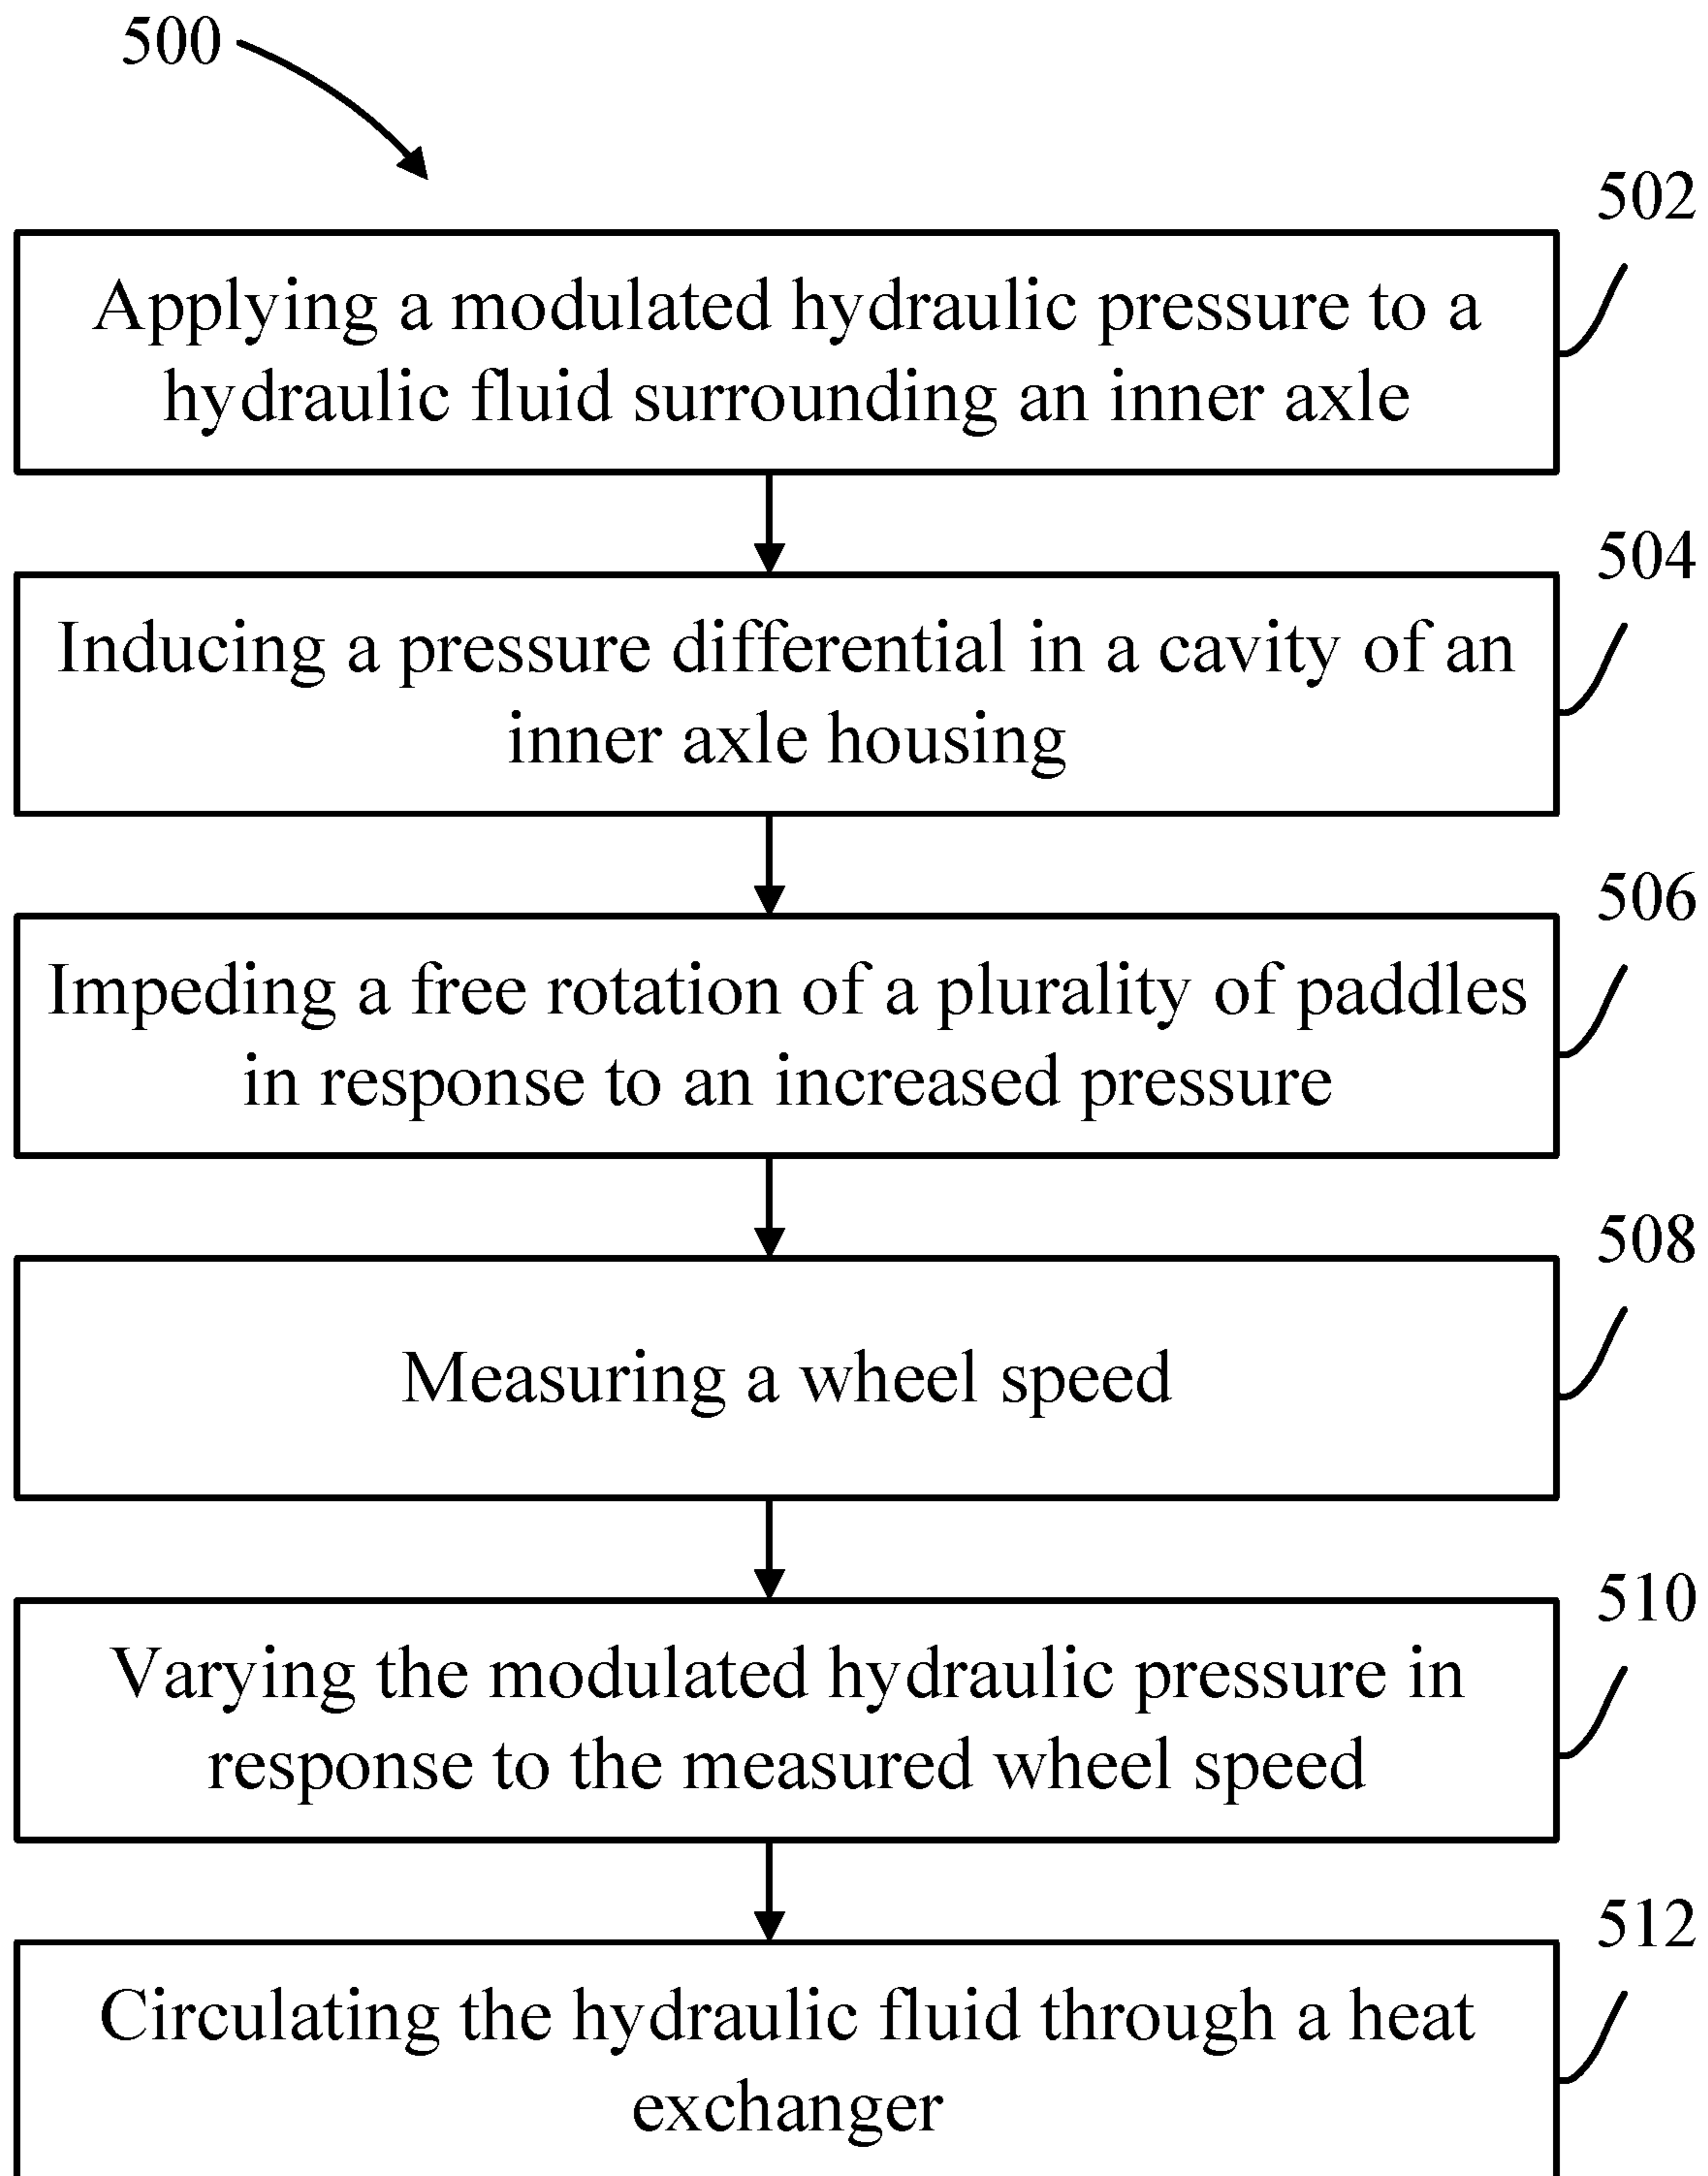 500
502
Applying a modulated hydraulic pressure to a
hydraulic fluid surrounding an inner axle
504
Inducing a pressure differential in a cavity of an
inner axle housing
506
Impeding a free rotation of a plurality of paddles
in response to an increased pressure
508
Measuring a wheel speed
510
Varying the modulated hydraulic pressure in
response to the measured wheel speed
512
Circulating the hydraulic fluid through a heat
exchanger